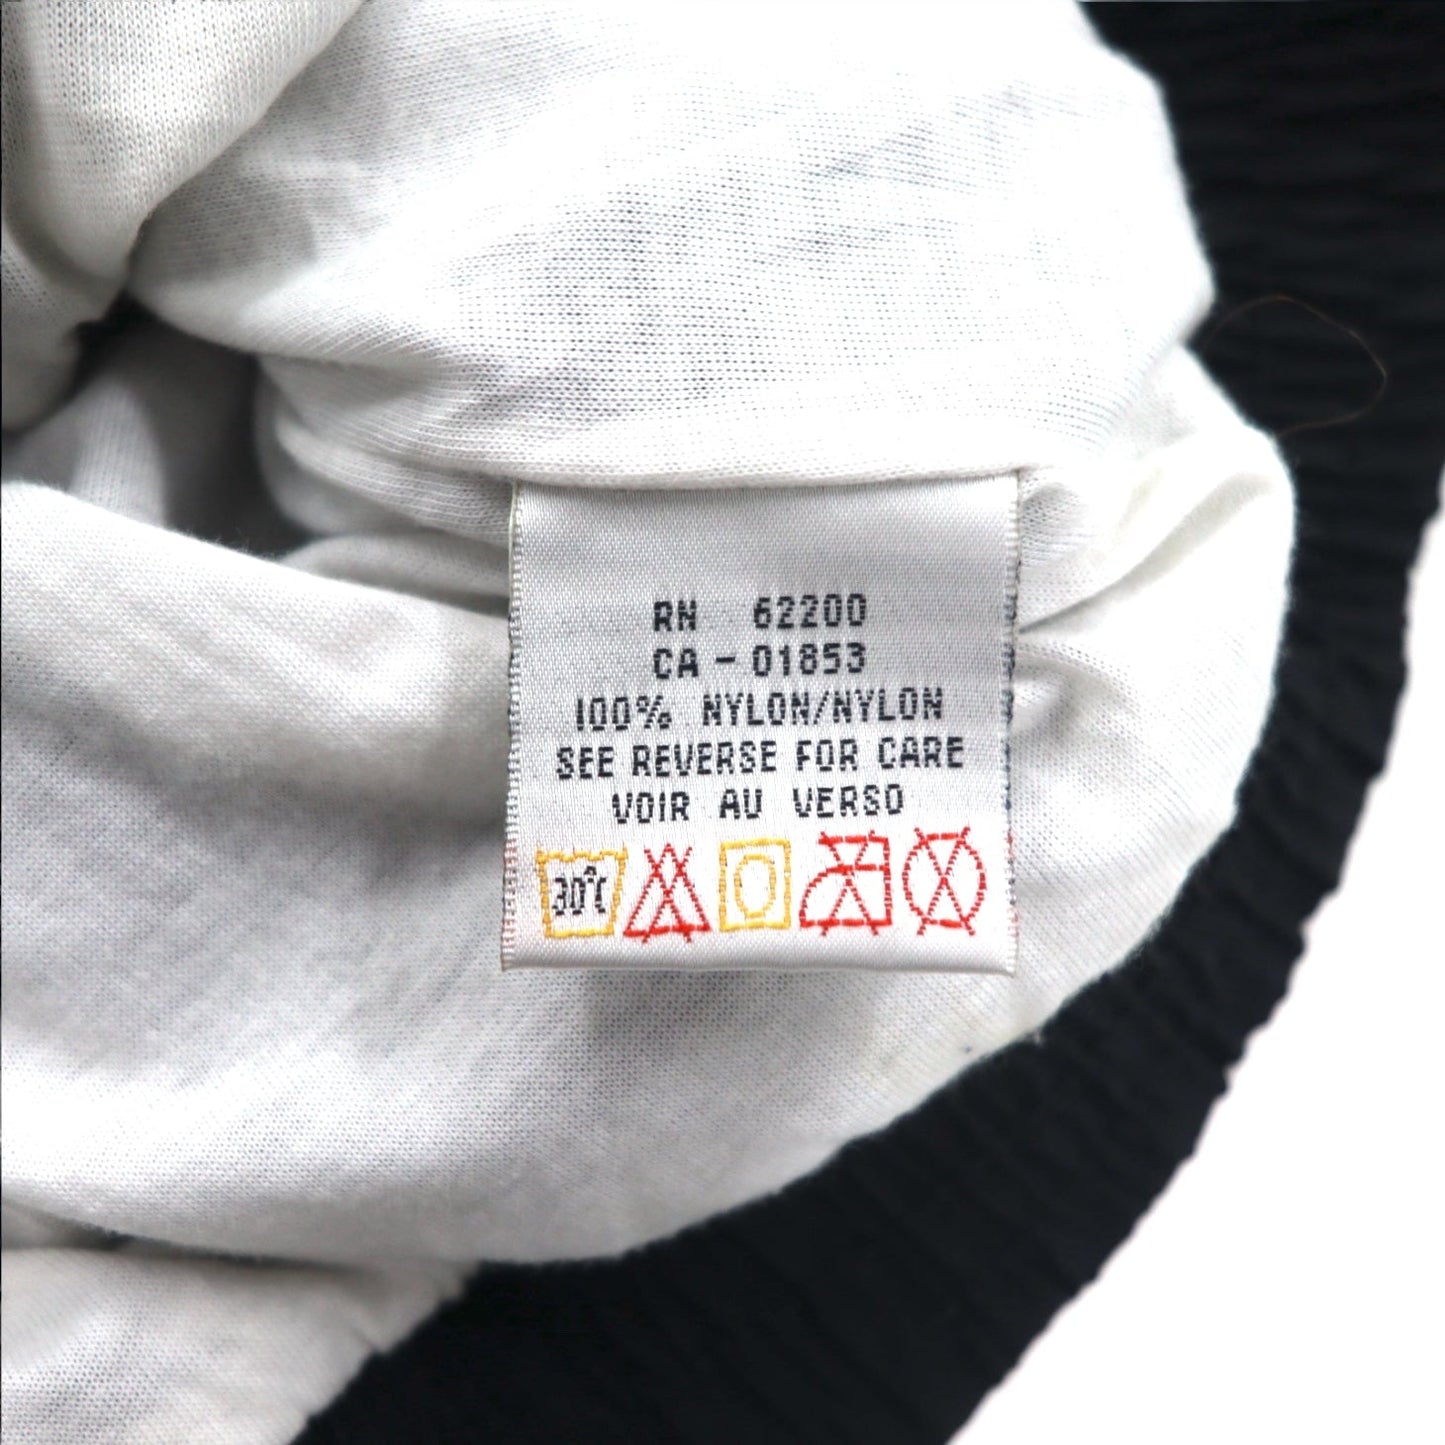 RN 62200
CA - 01853
100% NYLON/NYLON
SEE REVERSE FOR CARE
VOIR AU VERSO
30°C